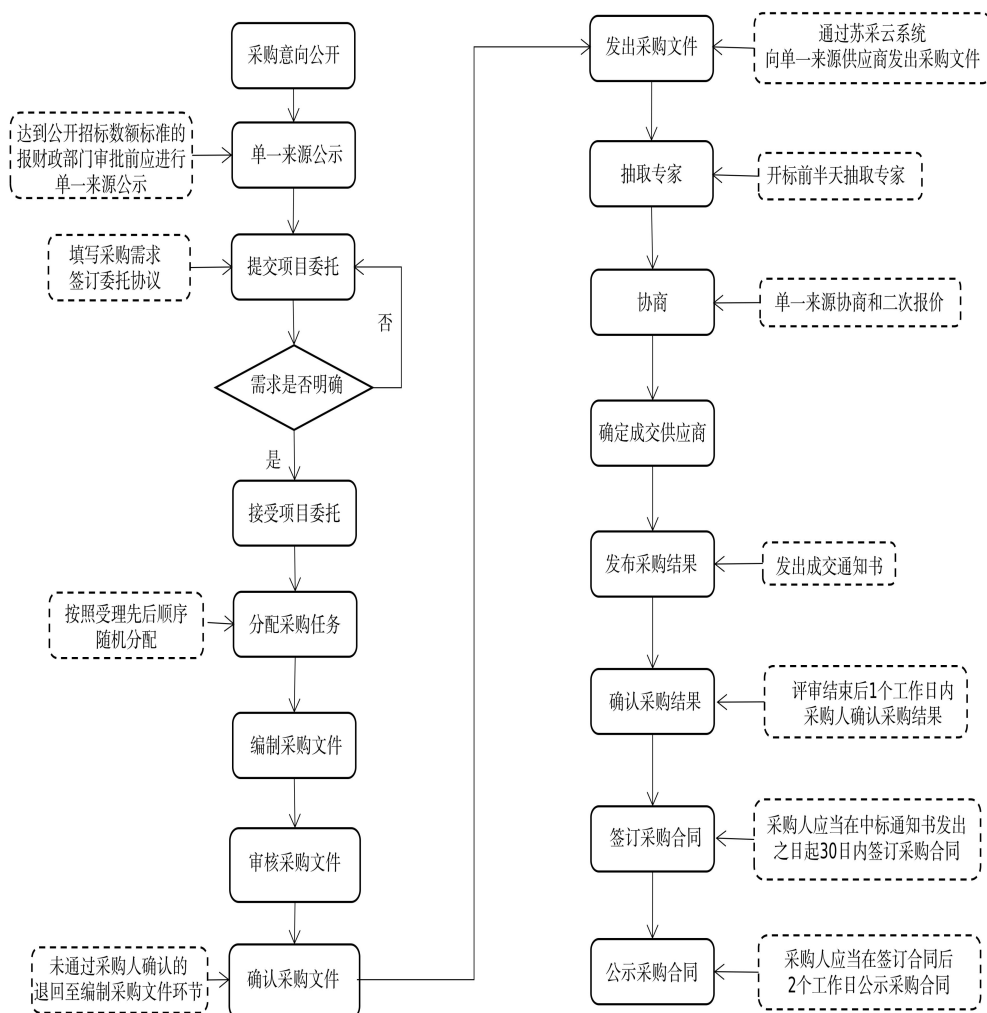 采购意向公开
达到公开招标数额标准的
报财政部门审批前应进行
单一来源公示
单一来源公示
填写采购需求
签订委托协议
提交项目委托
否
需求是否明确
是
接受项目委托
按照受理先后顺序
随机分配
分配采购任务
编制采购文件
审核采购文件
未通过采购人确认的
退回至编制采购文件环节
确认采购文件
发出采购文件
通过苏采云系统
向单一来源供应商发出采购文件
抽取专家
开标前半天抽取专家
协商
单一来源协商和二次报价
确定成交供应商
发布采购结果
发出成交通知书
确认采购结果
评审结束后1个工作日内
采购人确认采购结果
签订采购合同
采购人应当在中标通知书发出
之日起30日内签订采购合同
公示采购合同
采购人应当在签订合同后
2个工作日公示采购合同